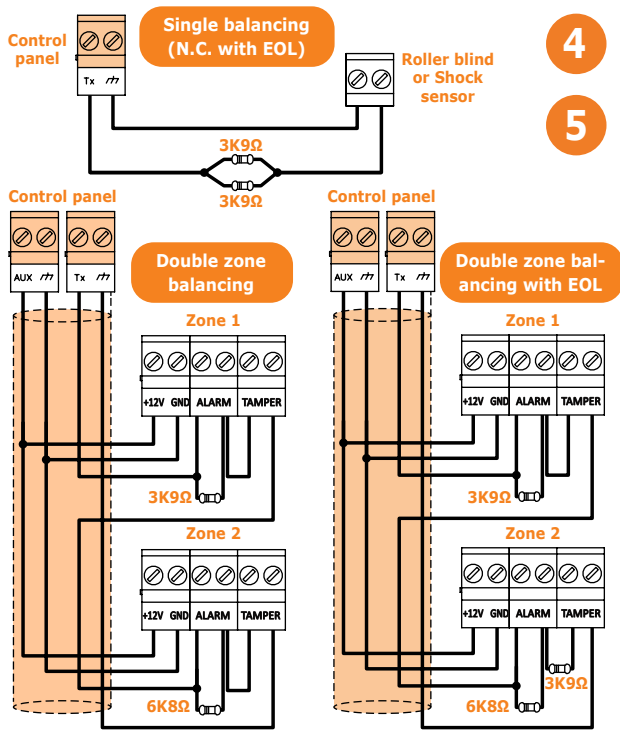 Single balancing
(N.C. with EOL)
4
Control
panel
Roller blind
or Shock
sensor
Tx
5
3K9Ω
3K9Ω
Control panel
AUX Tx
Double zone
balancing
Zone 1
+12V GND ALARM TAMPER
3K9Ω
Zone 2
+12V GND ALARM TAMPER
6K8Ω
Control panel
AUX Tx
Double zone bal-
ancing with EOL
Zone 1
+12V GND ALARM TAMPER
3K9Ω
Zone 2
+12V GND ALARM TAMPER
3K9Ω
6K8Ω